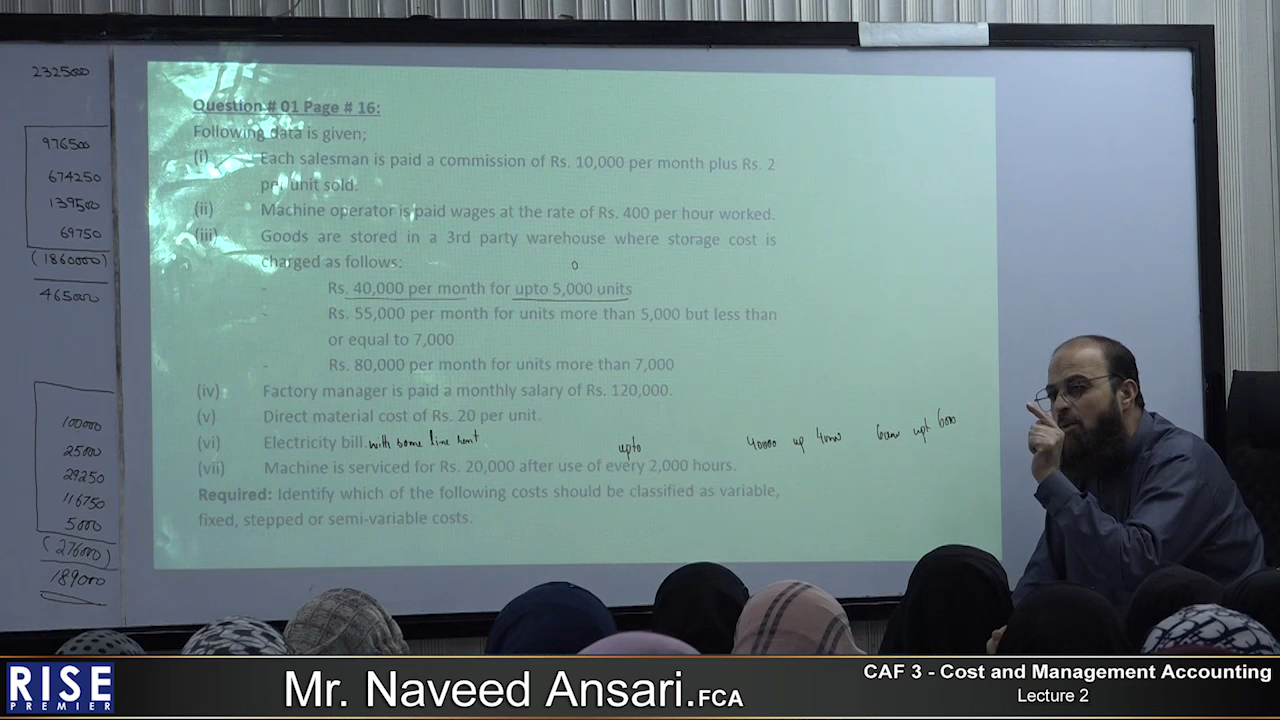 2325000
976500
674250
139500
69750
(1860000)
465000
100000
25000
29250
116750
5000
(276000)
189000
Question # 01 Page # 16:
Following data is given;
(i) Each salesman is paid a commission of Rs. 10,000 per month plus Rs. 2
per unit sold.
(ii) Machine operator is paid wages at the rate of Rs. 400 per hour worked.
(iii) Goods are stored in a 3rd party warehouse where storage cost is
charged as follows:
0
- Rs. 40,000 per month for upto 5,000 units
- Rs. 55,000 per month for units more than 5,000 but less than
or equal to 7,000
- Rs. 80,000 per month for units more than 7,000
(iv) Factory manager is paid a monthly salary of Rs. 120,000.
(v) Direct material cost of Rs. 20 per unit.
(vi) Electricity bill with some line rent.
upto 40000 up
(vii) Machine is serviced for Rs. 20,000 after use of every 2,000 hours.
Required: Identify which of the following costs should be classified as variable,
fixed, stepped or semi-variable costs.
RISE
PREMIER
Mr. Naveed Ansari.FCA
CAF 3 - Cost and Management Accounting
Lecture 2